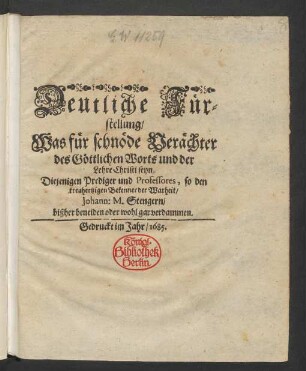 GW 11259
Deutliche Für-
stellung/
Was für schnöde Verächter
des Göttlichen Worts und der
Lehre Christi seyn,
Diejenigen Prediger und Professores, so den
treuhertzigen Bekenner der Warheit/
Johann: M. Stengern/
bißher beneiden oder wohl gar verdammen.
Gedruckt im Jahr/ 1685.
Königl.
Bibliothek
Berlin.